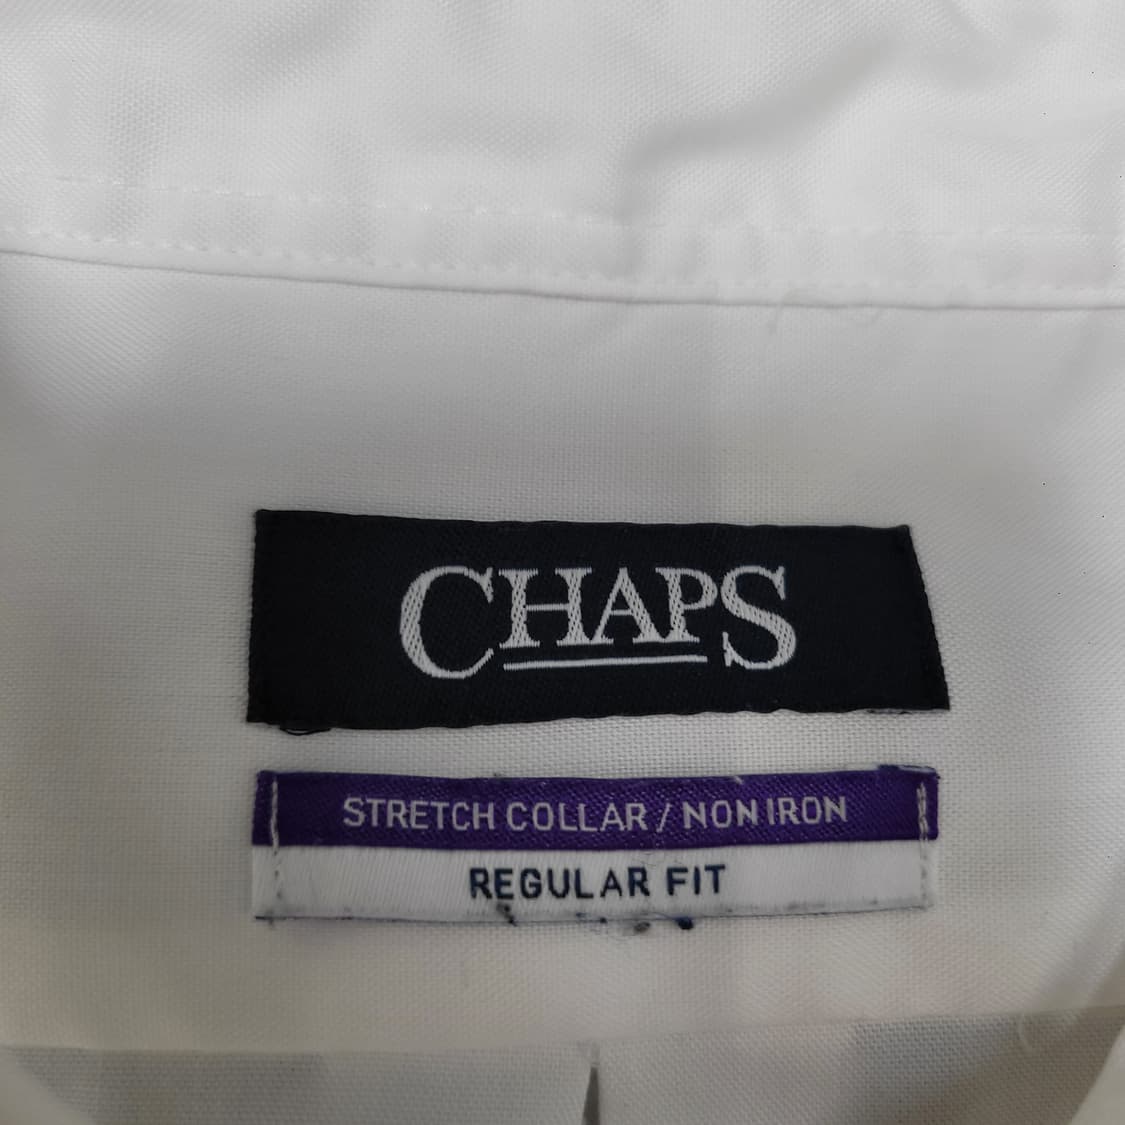 CHAPS
STRETCH COLLAR / NON IRON
REGULAR FIT